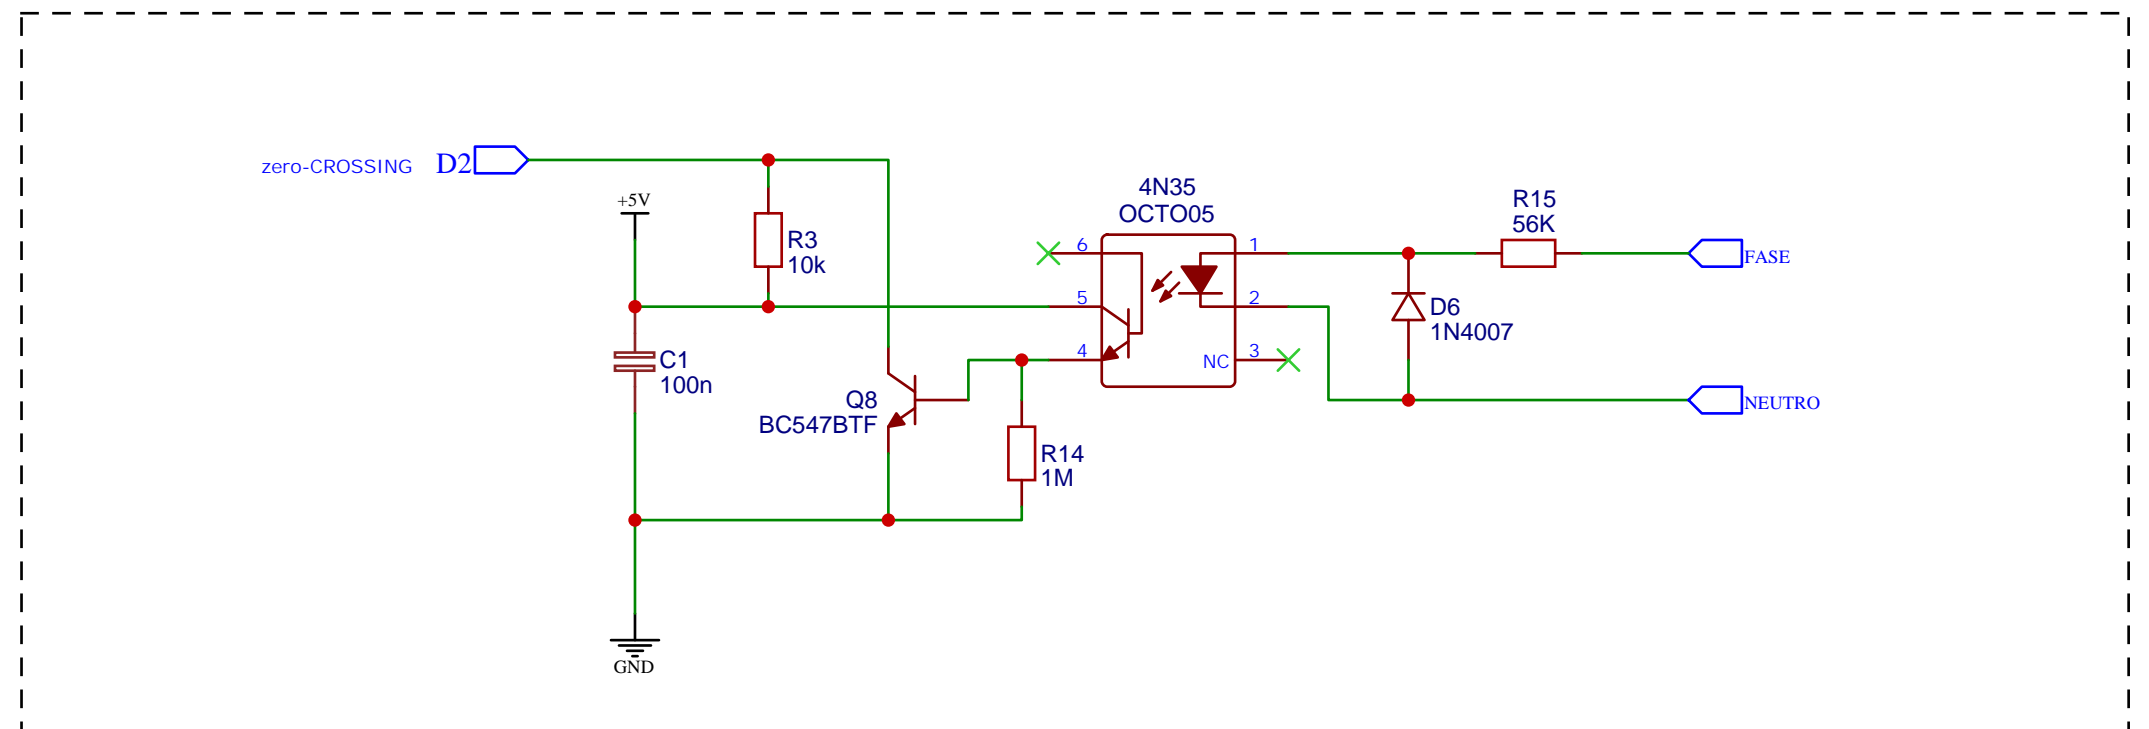 zero-CROSSING D2
+5V
R3
10k
4N35
OCTO05
6
5
4
1
2
NC 3
R15
56K
FASE
D6
1N4007
NEUTRO
C1
100n
Q8
BC547BTF
R14
1M
GND